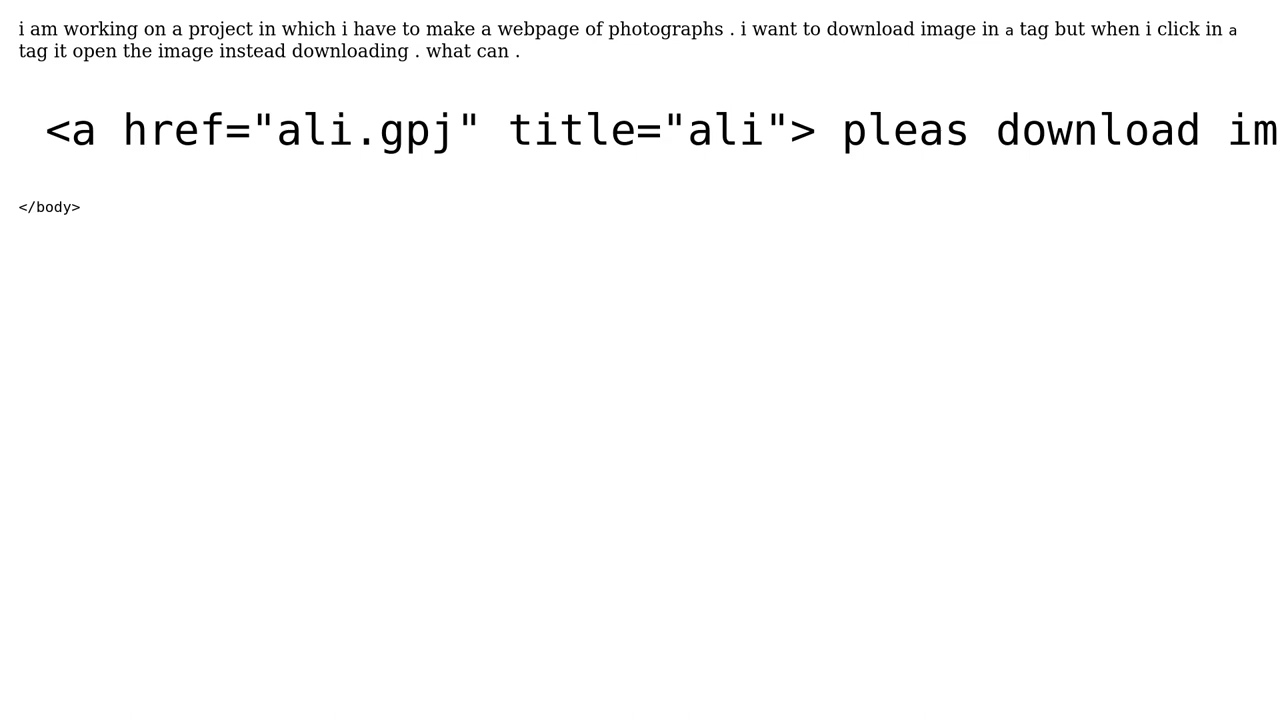 i am working on a project in which i have to make a webpage of photographs . i want to download image in a tag but when i click in a
tag it open the image instead downloading . what can .
<a href="ali.gpj" title="ali"> pleas download im
</body>